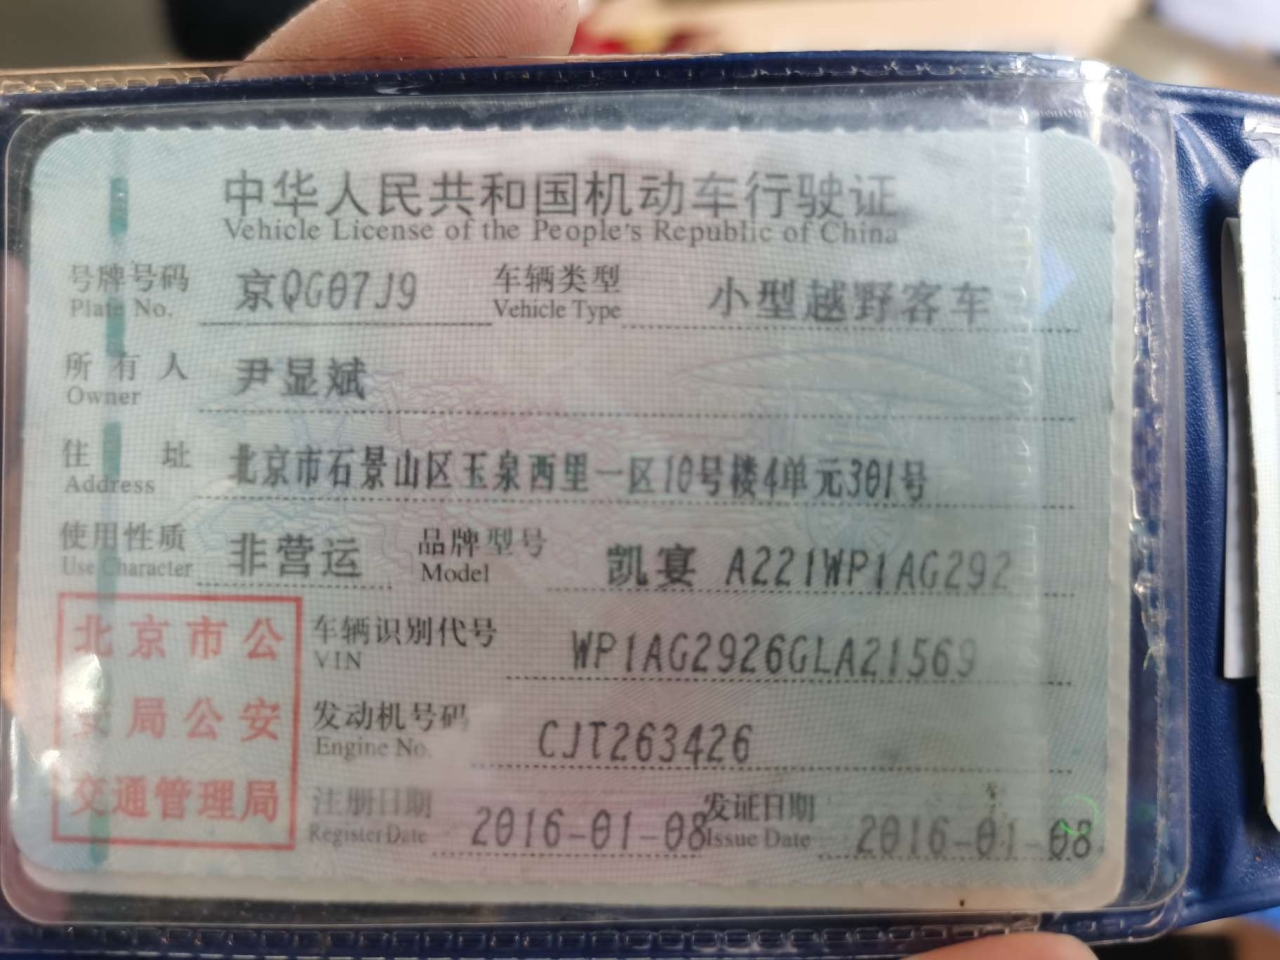 中华人民共和国机动车行驶证
Vehicle License of the People's Republic of China
号牌号码 京QG07J9 车辆类型 小型越野客车
Plate No. Vehicle Type
所有人 尹显斌
Owner
住址 北京市石景山区玉泉西里一区10号楼4单元301号
Address
使用性质 非营运 品牌型号 凯宴 A221WP1AG292
Use Character Model
北京市公安局公安交通管理局
车辆识别代号 WP1AG2926GLA21569
VIN
发动机号码 CJT263426
Engine No.
注册日期 2016-01-08 发证日期 2016-01-08
Register Date Issue Date